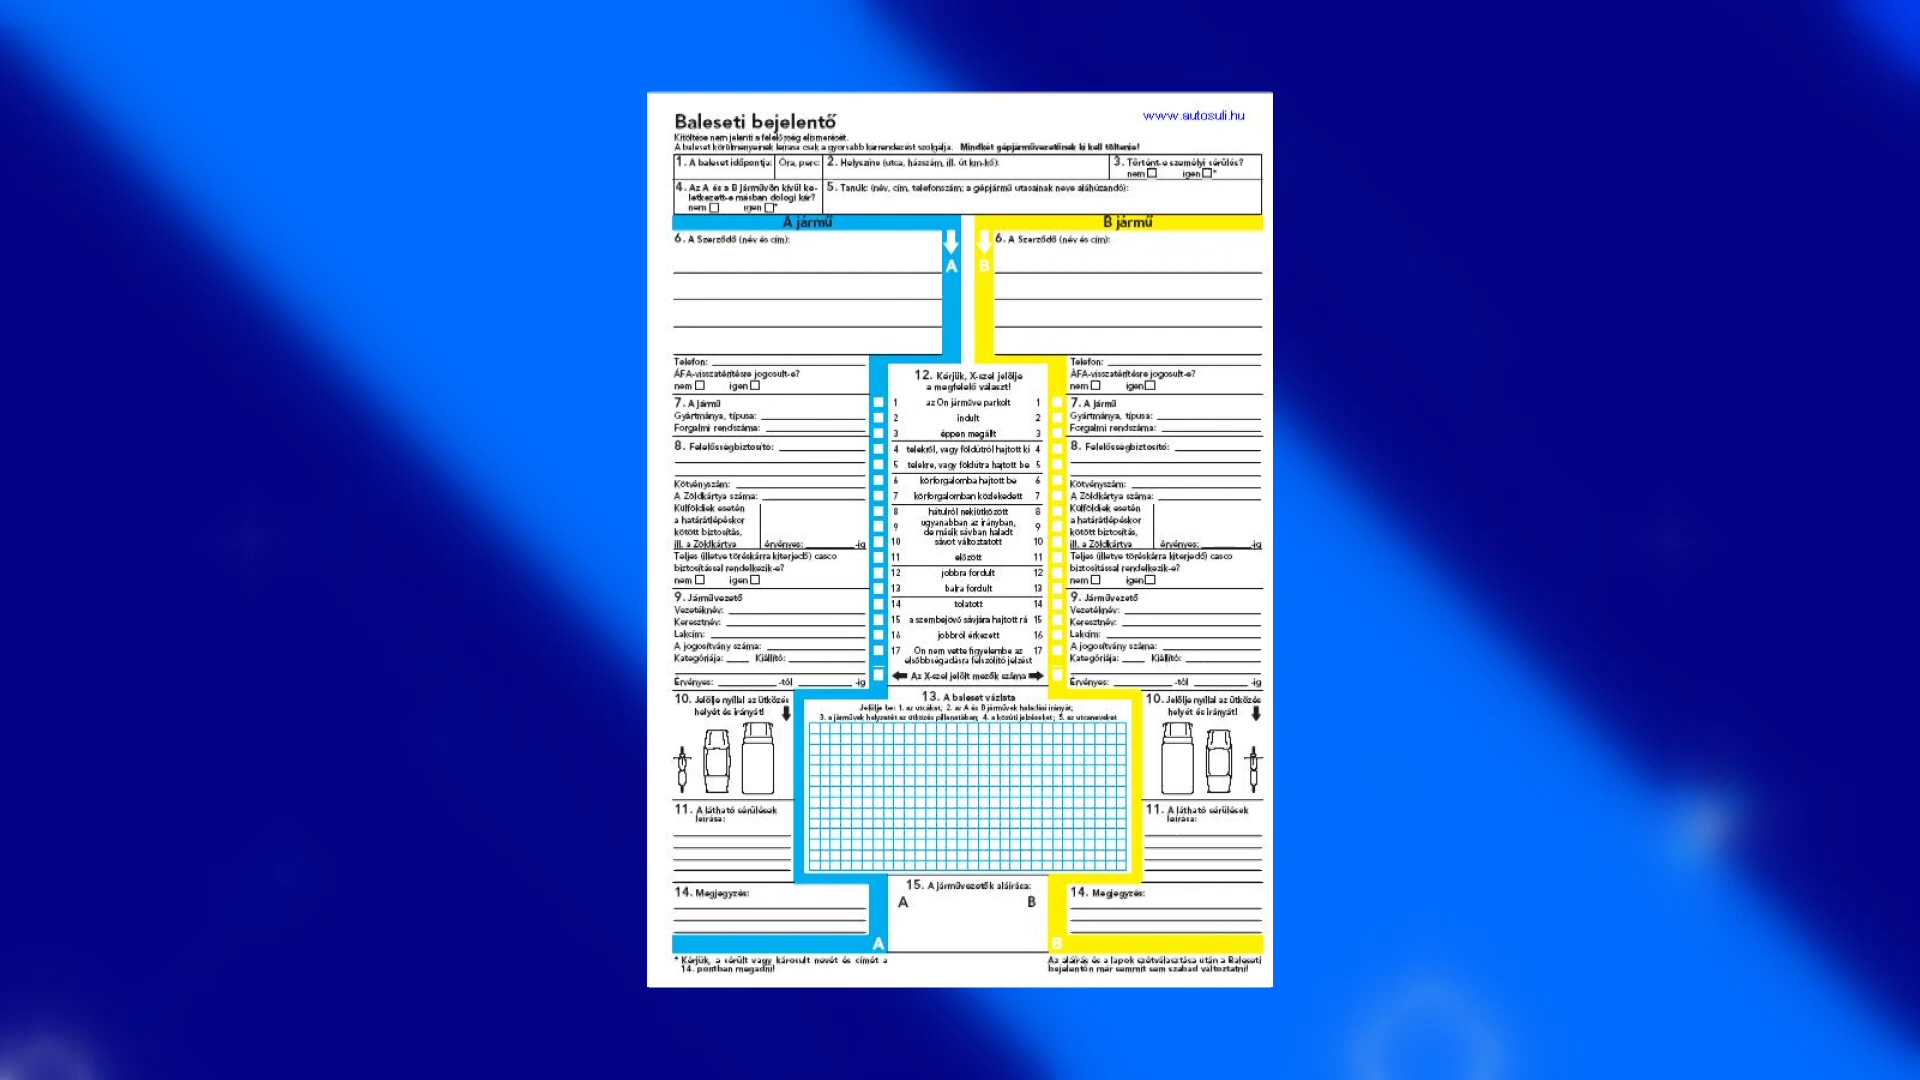 Baleseti bejelentő
www.autosuli.hu
Kitöltése nem jelenti a felelősség elismerését.
A baleset körülményeinek leírása csak a gyorsabb kárrendezést szolgálja. Mindkét gépjárművezetőnek ki kell töltenie!
1. A baleset időpontja: Óra, perc: 2. Helyszíne (utca, házszám, ill. út km-kő): 3. Történt-e személyi sérülés?
nem igen *
4. Az A és a B járművön kívül ke-
letkezett-e másban dologi kár?
nem igen *
5. Tanúk: (név, cím, telefonszám; a gépjármű utasainak neve aláhúzandó):
A jármű
6. A Szerződő (név és cím):
A
Telefon:
ÁFA-visszatérítésre jogosult-e?
nem igen
7. A jármű
Gyártmánya, típusa:
Forgalmi rendszáma:
8. Felelősségbiztosító:
Kötvényszám:
A Zöldkártya száma:
Külföldiek esetén
a határátlépéskor
kötött biztosítás,
ill. a Zöldkártya érvényes: -ig
Teljes (illetve töréskárra kiterjedő) casco
biztosítással rendelkezik-e?
nem igen
9. Járművezető
Vezetéknév:
Keresztnév:
Lakcím:
A jogosítvány száma:
Kategóriája: Kiállító:
Érvényes: -tól -ig
10. Jelölje nyíllal az ütközés
helyét és irányát!
11. A látható sérülések
leírása:
14. Megjegyzés:
A
* Kérjük, a sérült vagy károsult nevét és címét a
14. pontban megadni!
12. Kérjük, X-szel jelölje
a megfelelő választ!
1 az Ön járműve parkolt 1
2 indult 2
3 éppen megállt 3
4 telekről, vagy földútról hajtott ki 4
5 telekre, vagy földútra hajtott be 5
6 körforgalomba hajtott be 6
7 körforgalomban közlekedett 7
8 hátulról nekiütközött 8
9 ugyanabban az irányban, 9
de másik sávban haladt
10 sávot változtatott 10
11 előzött 11
12 jobbra fordult 12
13 balra fordult 13
14 tolatott 14
15 a szembejövő sávjára hajtott rá 15
16 jobbról érkezett 16
17 Ön nem vette figyelembe az 17
elsőbbségadásra felszólító jelzést
Az X-szel jelölt mezők száma
13. A baleset vázlata
Jelölje be: 1. az utcákat; 2. az A és B járművek haladási irányát;
3. a járművek helyzetét az ütközés pillanatában; 4. a közúti jelzéseket; 5. az utcaneveket
15. A járművezetők aláírása:
A B
B jármű
6. A Szerződő (név és cím):
B
Telefon:
ÁFA-visszatérítésre jogosult-e?
nem igen
7. A jármű
Gyártmánya, típusa:
Forgalmi rendszáma:
8. Felelősségbiztosító:
Kötvényszám:
A Zöldkártya száma:
Külföldiek esetén
a határátlépéskor
kötött biztosítás,
ill. a Zöldkártya érvényes: -ig
Teljes (illetve töréskárra kiterjedő) casco
biztosítással rendelkezik-e?
nem igen
9. Járművezető
Vezetéknév:
Keresztnév:
Lakcím:
A jogosítvány száma:
Kategóriája: Kiállító:
Érvényes: -tól -ig
10. Jelölje nyíllal az ütközés
helyét és irányát!
11. A látható sérülések
leírása:
14. Megjegyzés:
B
Az aláírás és a lapok szétválasztása után a Baleseti
bejelentőn már semmit sem szabad változtatni!